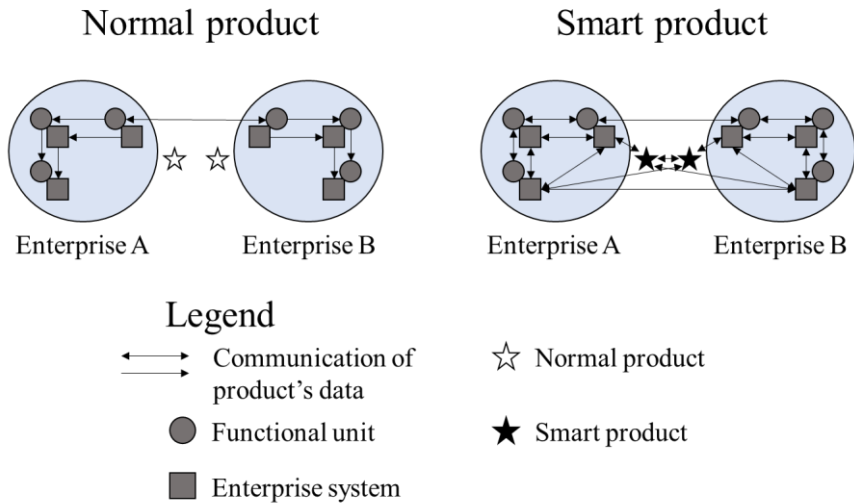 Normal product
Smart product
Enterprise A
Enterprise B
Enterprise A
Enterprise B
Legend
Communication of
product’s data
Normal product
Functional unit
Smart product
Enterprise system